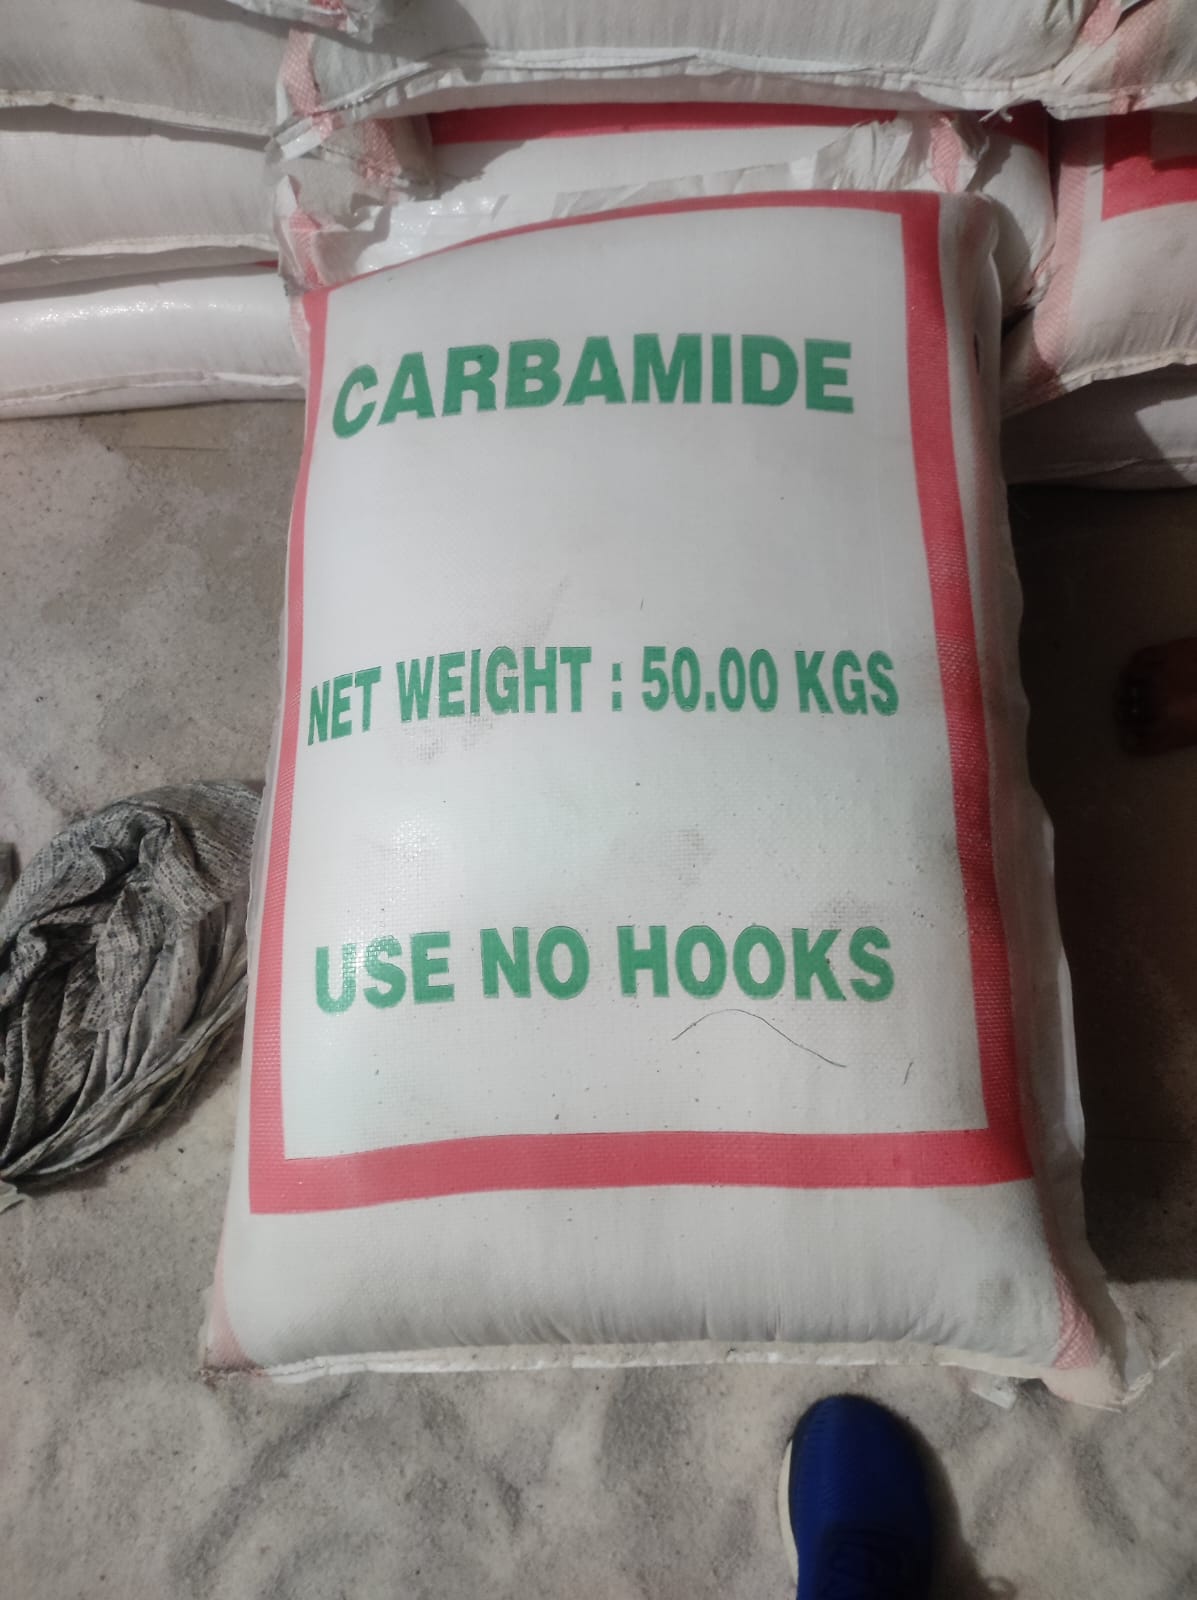 CARBAMIDE
NET WEIGHT : 50.00 KGS
USE NO HOOKS